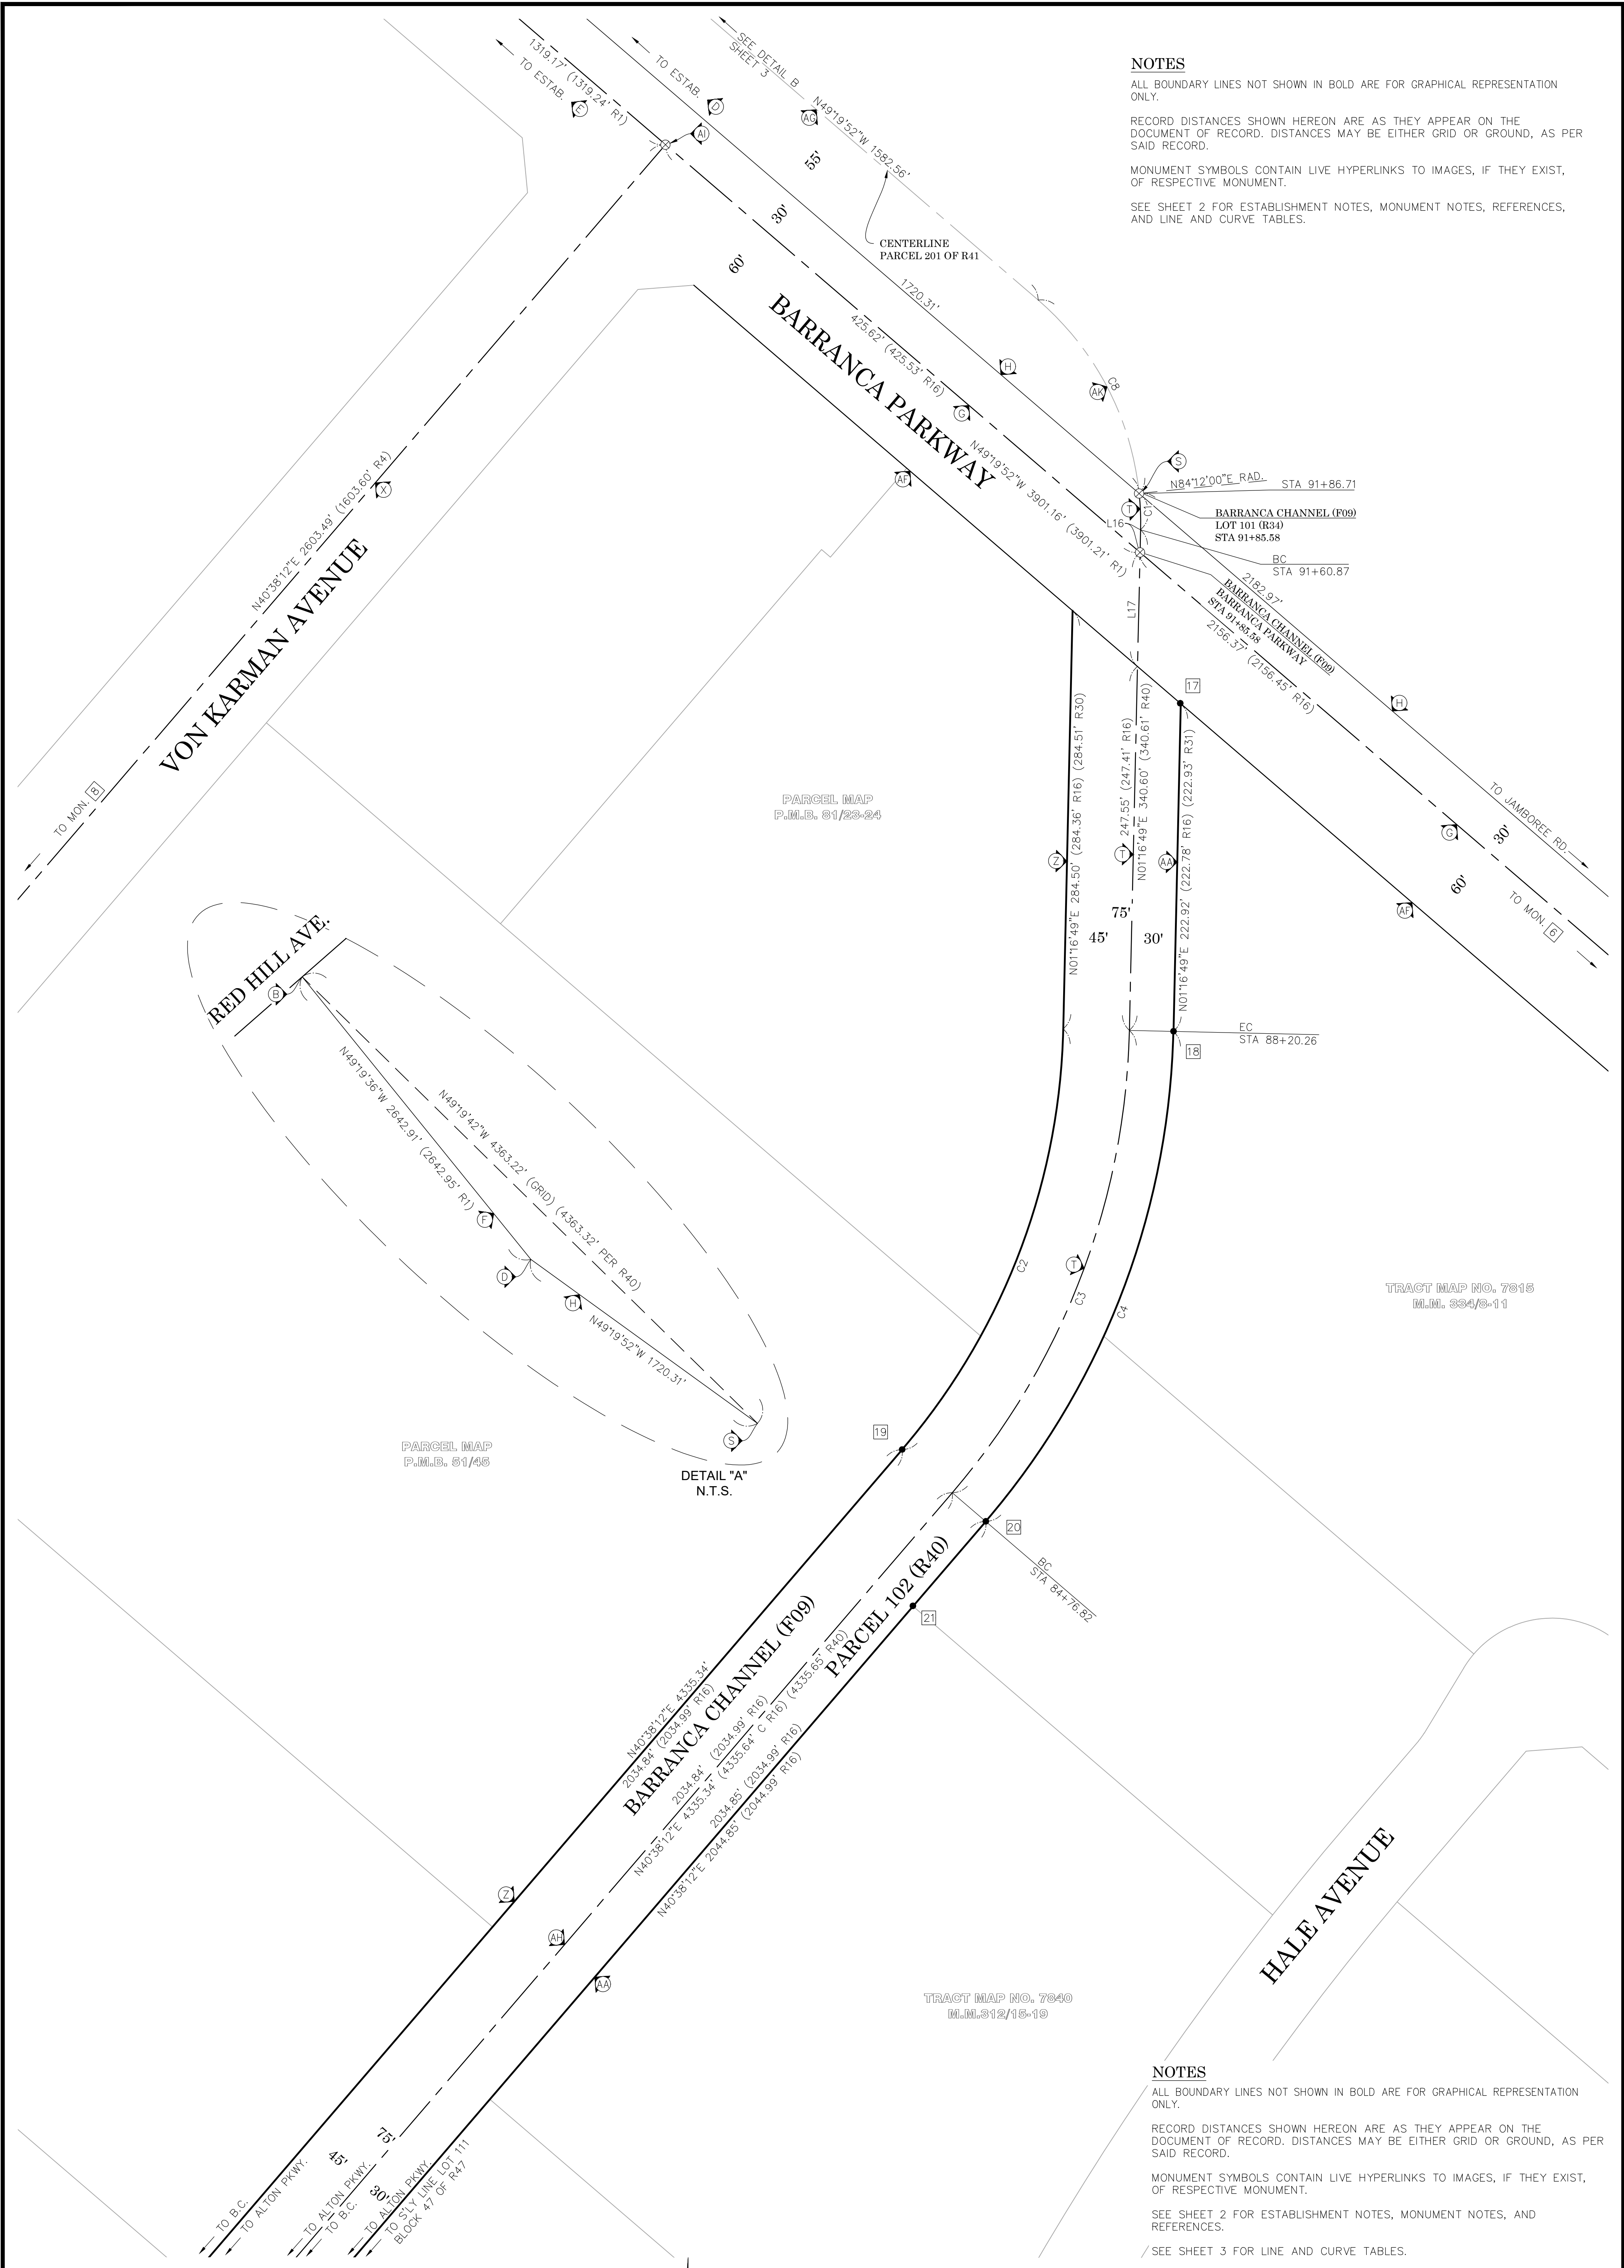 1319.17' (1319.24' R1)
TO ESTAB. E
TO ESTAB. D
SEE DETAIL B
SHEET 3
AG
N49°19'52"W 1582.56'
AI
55'
30'
60'
CENTERLINE
PARCEL 201 OF R41
NOTES
ALL BOUNDARY LINES NOT SHOWN IN BOLD ARE FOR GRAPHICAL REPRESENTATION
ONLY.
RECORD DISTANCES SHOWN HEREON ARE AS THEY APPEAR ON THE
DOCUMENT OF RECORD. DISTANCES MAY BE EITHER GRID OR GROUND, AS PER
SAID RECORD.
MONUMENT SYMBOLS CONTAIN LIVE HYPERLINKS TO IMAGES, IF THEY EXIST,
OF RESPECTIVE MONUMENT.
SEE SHEET 2 FOR ESTABLISHMENT NOTES, MONUMENT NOTES, REFERENCES,
AND LINE AND CURVE TABLES.
1720.31'
BARRANCA PARKWAY
425.62' (425.53' R16)
H
G
AK
C8
N49°19'52"W 3901.16' (3901.21' R1)
AF
S
N84°12'00"E RAD.
STA 91+86.71
T
C1
L16
BARRANCA CHANNEL (F09)
LOT 101 (R34)
STA 91+85.58
BC
STA 91+60.87
L17
2182.97'
BARRANCA CHANNEL (F09)
BARRANCA PARKWAY
STA 91+85.58
2156.37' (2156.45' R16)
N40°38'12"E 2603.49' (1603.60' R4)
X
VON KARMAN AVENUE
TO MON. 8
17
H
TO JAMBOREE RD.
G
30'
60'
TO MON. 6
AF
PARCEL MAP
P.M.B. 81/23-24
N01°16'49"E 284.50' (284.36' R16) (284.51' R30)
Z
T
247.55' (247.41' R16)
N01°16'49"E 340.60' (340.61' R40)
AA
N01°16'49"E 222.92' (222.78' R16) (222.93' R31)
75'
45'
30'
EC
STA 88+20.26
18
RED HILL AVE.
B
N49°19'36"W 2642.91' (2642.95' R1)
F
N49°19'42"W 4363.22' (GRID) (4363.32' PER R40)
D
H
N49°19'52"W 1720.31'
S
DETAIL "A"
N.T.S.
C2
T
C3
C4
TRACT MAP NO. 7815
M.M. 334/8-11
PARCEL MAP
P.M.B. 51/45
19
20
BC
STA 84+76.82
21
PARCEL 102 (R40)
N40°38'12"E 4335.34'
2034.84' (2034.99' R16)
BARRANCA CHANNEL (F09)
2034.84' (2034.99' R16)
N40°38'12"E 4335.34' (4335.64' C R16) (4335.65' R40)
2034.85' (2034.99' R16)
N40°38'12"E 2044.85' (2044.99' R16)
Z
AH
AA
HALE AVENUE
TRACT MAP NO. 7840
M.M.312/15-19
75'
45'
30'
TO B.C.
TO ALTON PKWY.
TO ALTON PKWY.
TO B.C.
TO ALTON PKWY.
TO S'LY LINE LOT 111
BLOCK 47 OF R47
NOTES
ALL BOUNDARY LINES NOT SHOWN IN BOLD ARE FOR GRAPHICAL REPRESENTATION
ONLY.
RECORD DISTANCES SHOWN HEREON ARE AS THEY APPEAR ON THE
DOCUMENT OF RECORD. DISTANCES MAY BE EITHER GRID OR GROUND, AS PER
SAID RECORD.
MONUMENT SYMBOLS CONTAIN LIVE HYPERLINKS TO IMAGES, IF THEY EXIST,
OF RESPECTIVE MONUMENT.
SEE SHEET 2 FOR ESTABLISHMENT NOTES, MONUMENT NOTES, AND
REFERENCES.
SEE SHEET 3 FOR LINE AND CURVE TABLES.